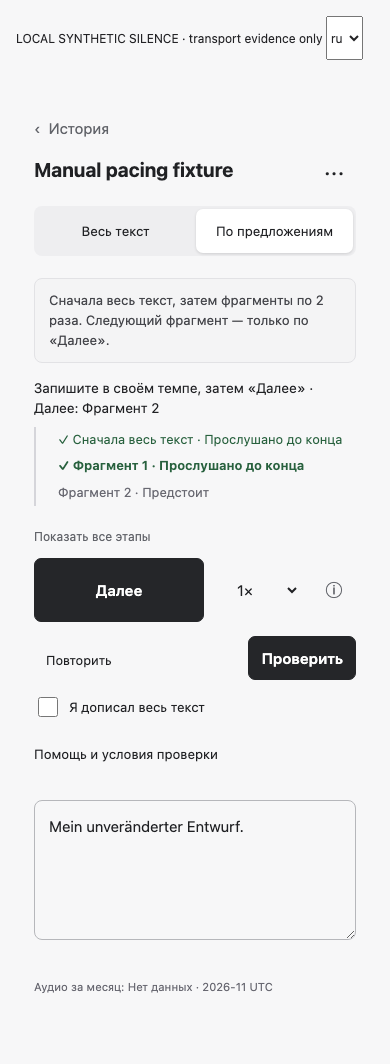 LOCAL SYNTHETIC SILENCE · transport evidence only ru
‹ История
Manual pacing fixture ...
Весь текст По предложениям
Сначала весь текст, затем фрагменты по 2
раза. Следующий фрагмент — только по
«Далее».
Запишите в своём темпе, затем «Далее» ·
Далее: Фрагмент 2
✓ Сначала весь текст · Прослушано до конца
✓ Фрагмент 1 · Прослушано до конца
Фрагмент 2 · Предстоит
Показать все этапы
Далее 1× ⓘ
Повторить Проверить
Я дописал весь текст
Помощь и условия проверки
Mein unveränderter Entwurf.
Аудио за месяц: Нет данных · 2026-11 UTC